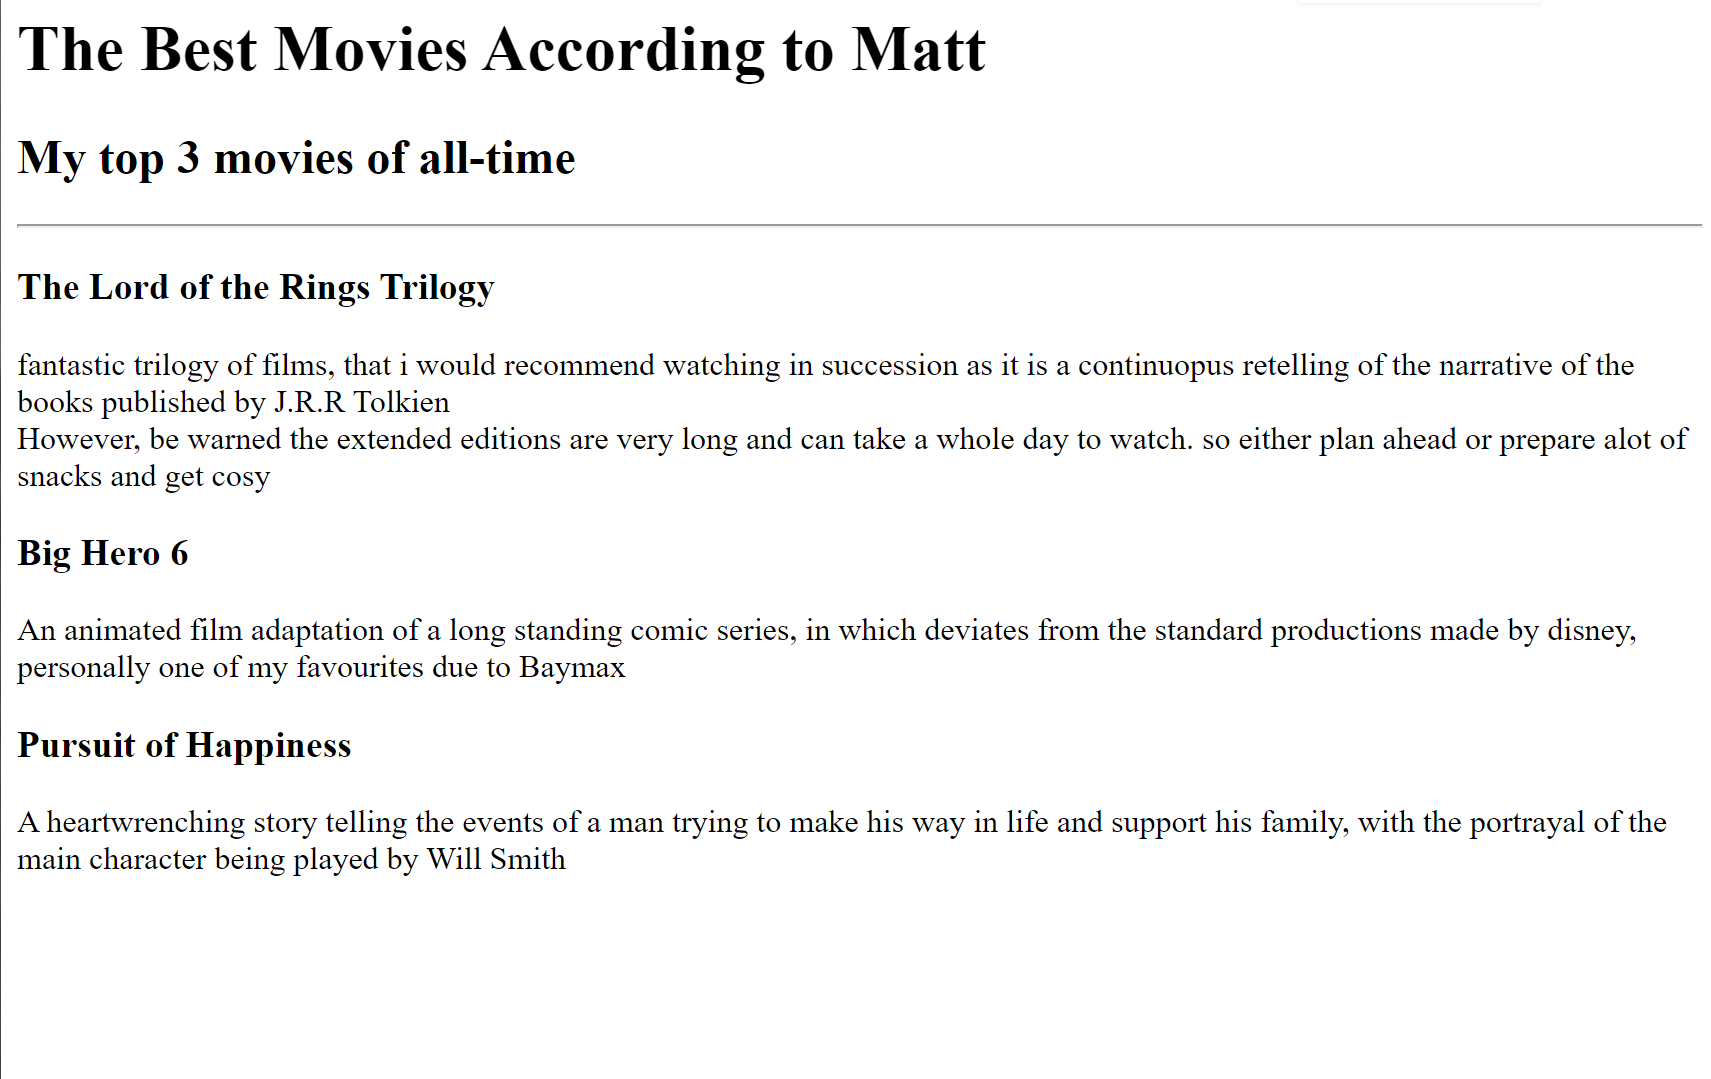 The Best Movies According to Matt
My top 3 movies of all-time
The Lord of the Rings Trilogy
fantastic trilogy of films, that i would recommend watching in succession as it is a continuopus retelling of the narrative of the
books published by J.R.R Tolkien
However, be warned the extended editions are very long and can take a whole day to watch. so either plan ahead or prepare alot of
snacks and get cosy
Big Hero 6
An animated film adaptation of a long standing comic series, in which deviates from the standard productions made by disney,
personally one of my favourites due to Baymax
Pursuit of Happiness
A heartwrenching story telling the events of a man trying to make his way in life and support his family, with the portrayal of the
main character being played by Will Smith